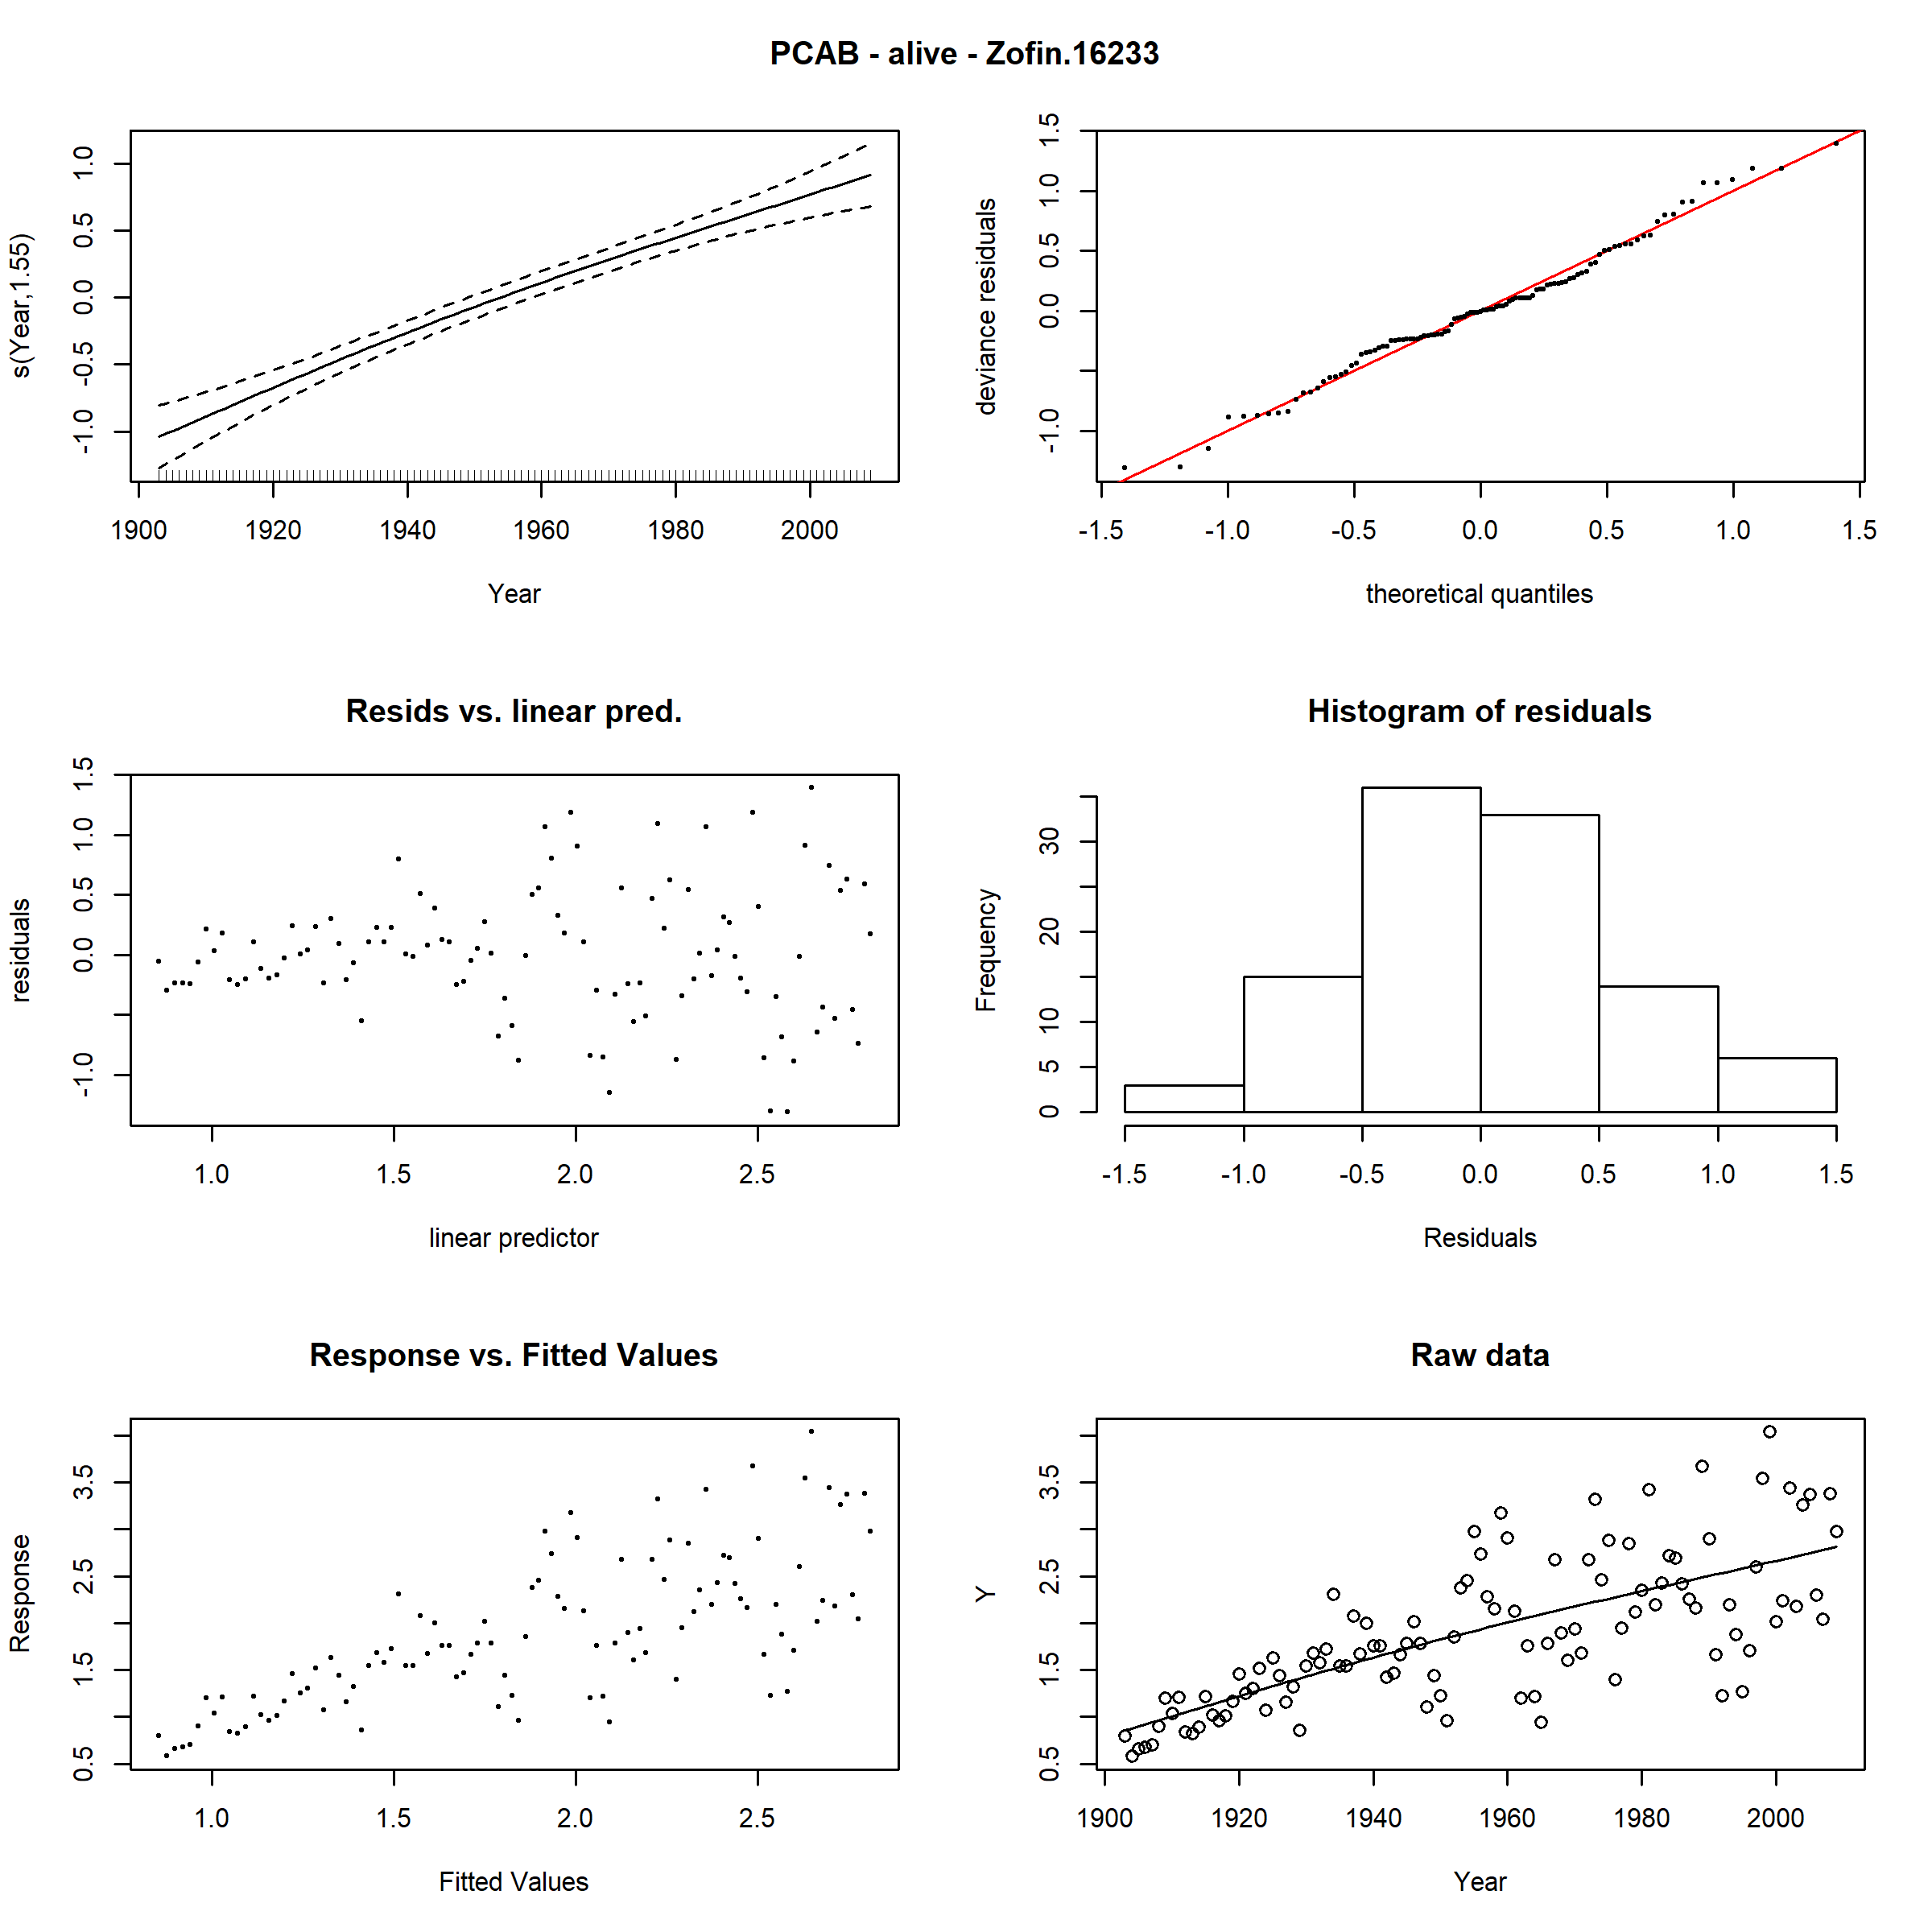 PCAB - alive - Zofin.16233
s(Year,1.55)
-1.0 -0.5 0.0 0.5 1.0
1900 1920 1940 1960 1980 2000
Year
deviance residuals
-1.0 0.0 0.5 1.0 1.5
-1.5 -1.0 -0.5 0.0 0.5 1.0 1.5
theoretical quantiles
Resids vs. linear pred.
residuals
-1.0 0.0 0.5 1.0 1.5
1.0 1.5 2.0 2.5
linear predictor
Histogram of residuals
Frequency
0 5 10 20 30
-1.5 -1.0 -0.5 0.0 0.5 1.0 1.5
Residuals
Response vs. Fitted Values
Response
0.5 1.5 2.5 3.5
1.0 1.5 2.0 2.5
Fitted Values
Raw data
Y
0.5 1.5 2.5 3.5
1900 1920 1940 1960 1980 2000
Year